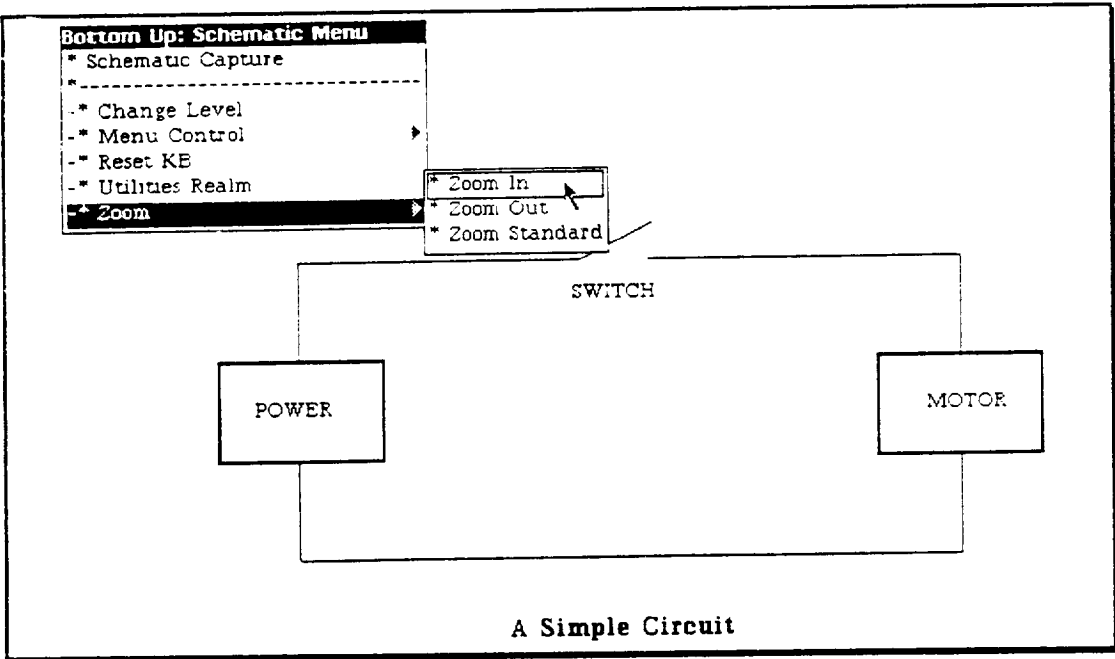 Bottom Up: Schematic Menu
* Schematic Capture
*-----------------------------
-* Change Level
-* Menu Control
-* Reset KB
-* Utilities Realm
-* Zoom
* Zoom In
* Zoom Out
* Zoom Standard
SWITCH
POWER
MOTOR
A Simple Circuit